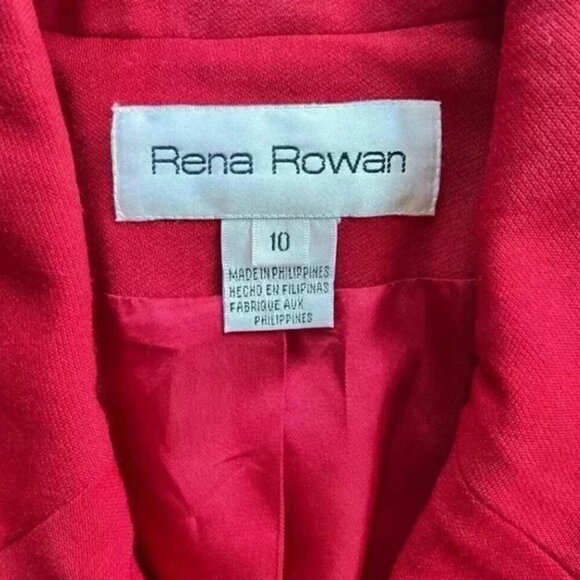 Rena Rowan
10
MADE IN PHILIPPINES
HECHO EN FILIPINAS
FABRIQUE AUX
PHILIPPINES